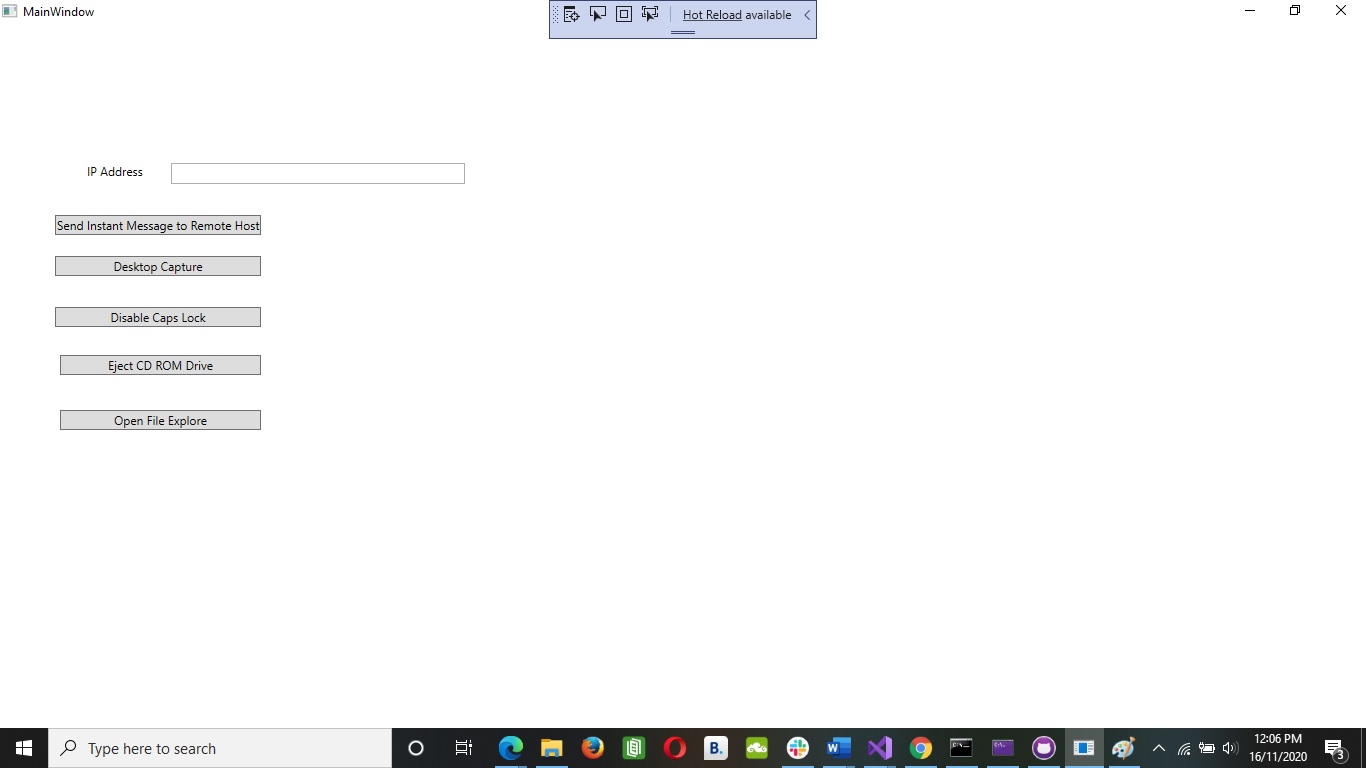 MainWindow
Hot Reload available
IP Address
Send Instant Message to Remote Host
Desktop Capture
Disable Caps Lock
Eject CD ROM Drive
Open File Explore
Type here to search
B.
12:06 PM
16/11/2020
3